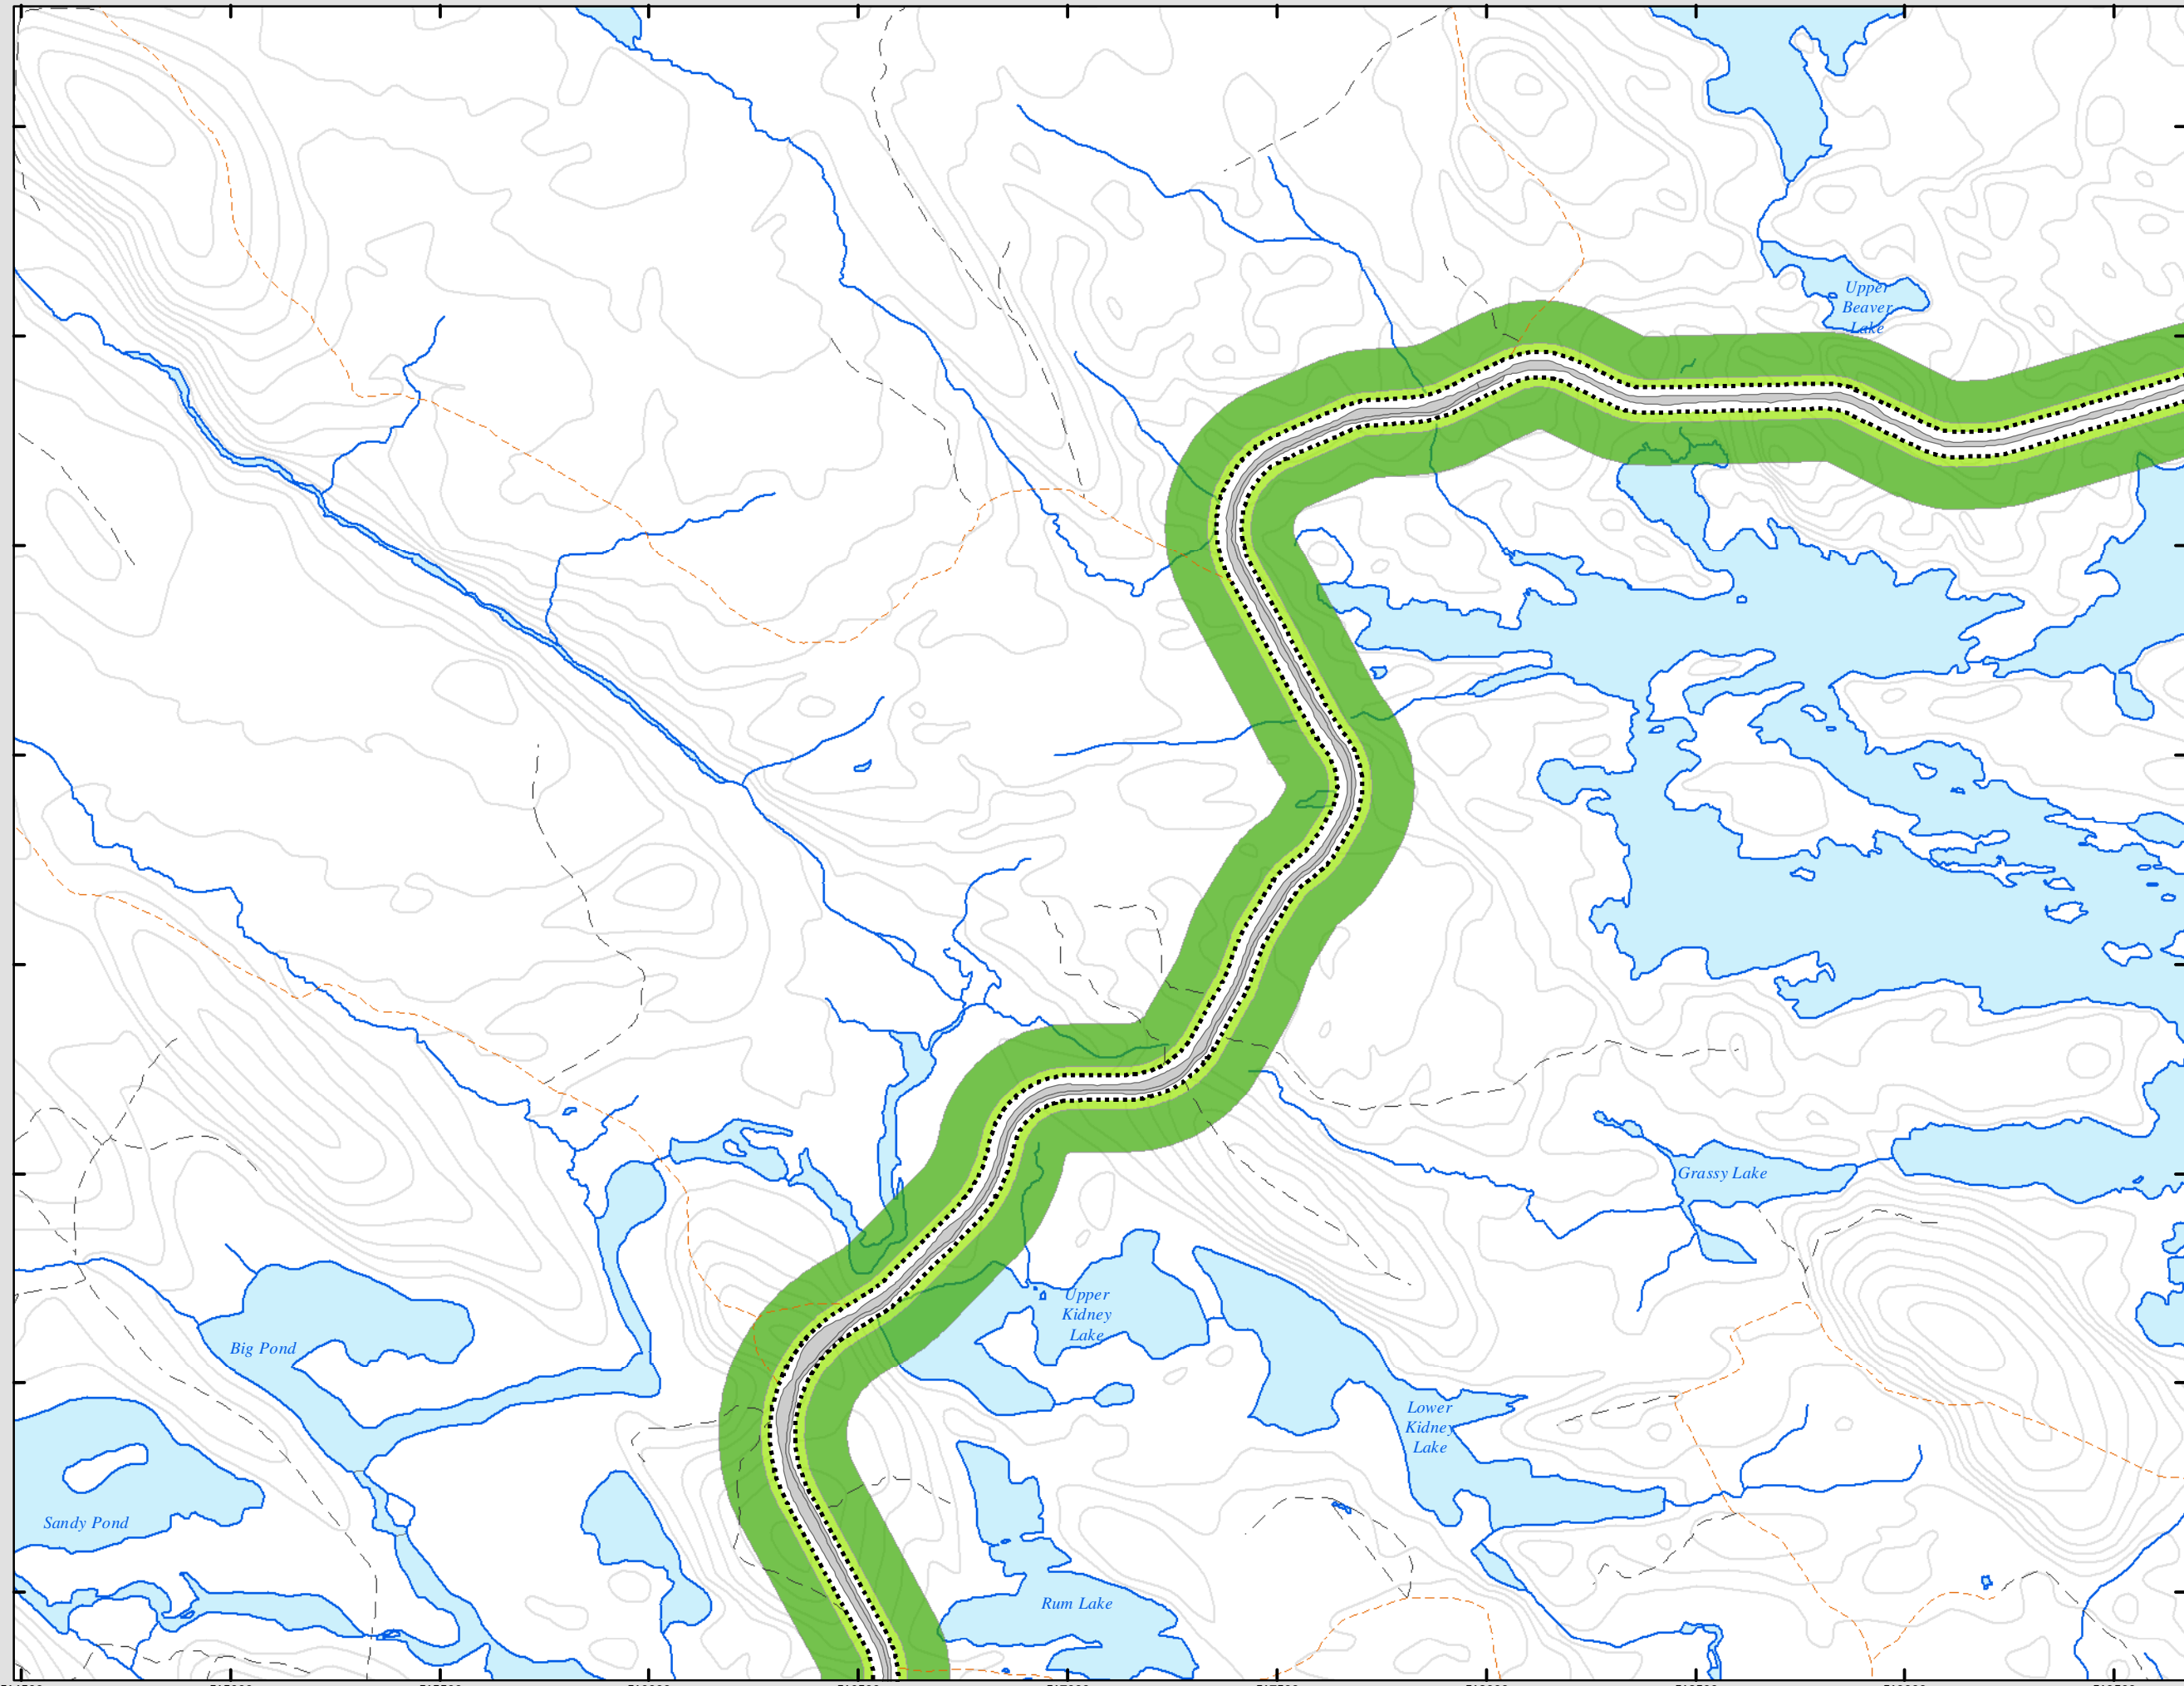 Upper
Beaver
Lake
Grassy Lake
Upper
Kidney
Lake
Big Pond
Lower
Kidney
Lake
Sandy Pond
Rum Lake